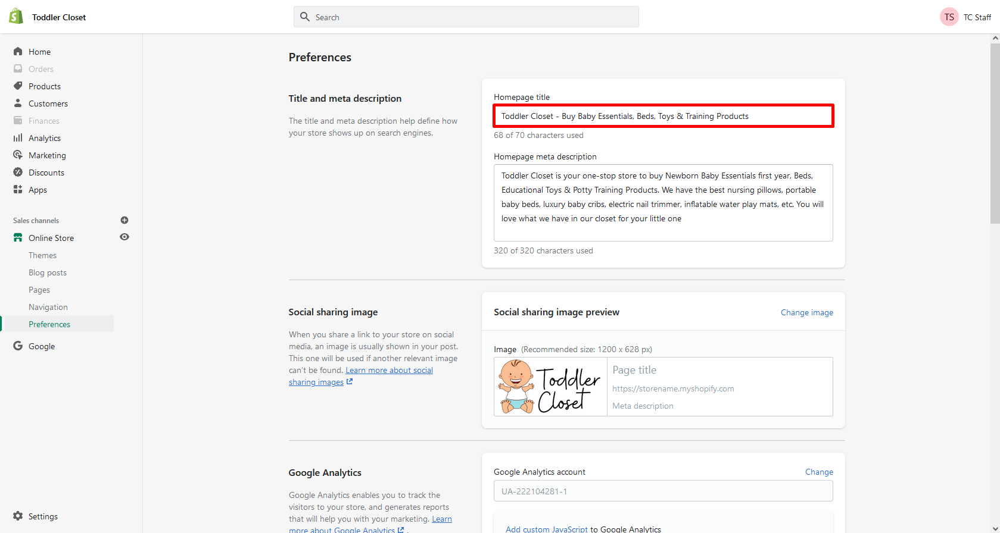 Toddler Closet
Search
TS
TC Staff
Home
Orders
Products
Customers
Finances
Analytics
Marketing
Discounts
Apps
Sales channels
Online Store
Themes
Blog posts
Pages
Navigation
Preferences
Google
Settings
Preferences
Title and meta description
The title and meta description help define how
your store shows up on search engines.
Homepage title
Toddler Closet - Buy Baby Essentials, Beds, Toys & Training Products
68 of 70 characters used
Homepage meta description
Toddler Closet is your one-stop store to buy Newborn Baby Essentials first year, Beds,
Educational Toys & Potty Training Products. We have the best nursing pillows, portable
baby beds, luxury baby cribs, electric nail trimmer, inflatable water play mats, etc. You will
love what we have in our closet for your little one
320 of 320 characters used
Social sharing image
When you share a link to your store on social
media, an image is usually shown in your post.
This one will be used if another relevant image
can't be found. Learn more about social
sharing images
Social sharing image preview
Change image
Image (Recommended size: 1200 x 628 px)
Toddler
Closet
Page title
https://storename.myshopify.com
Meta description
Google Analytics
Google Analytics enables you to track the
visitors to your store, and generates reports
that will help you with your marketing. Learn
more about Google Analytics .
Google Analytics account
Change
UA-222104281-1
Add custom JavaScript to Google Analytics